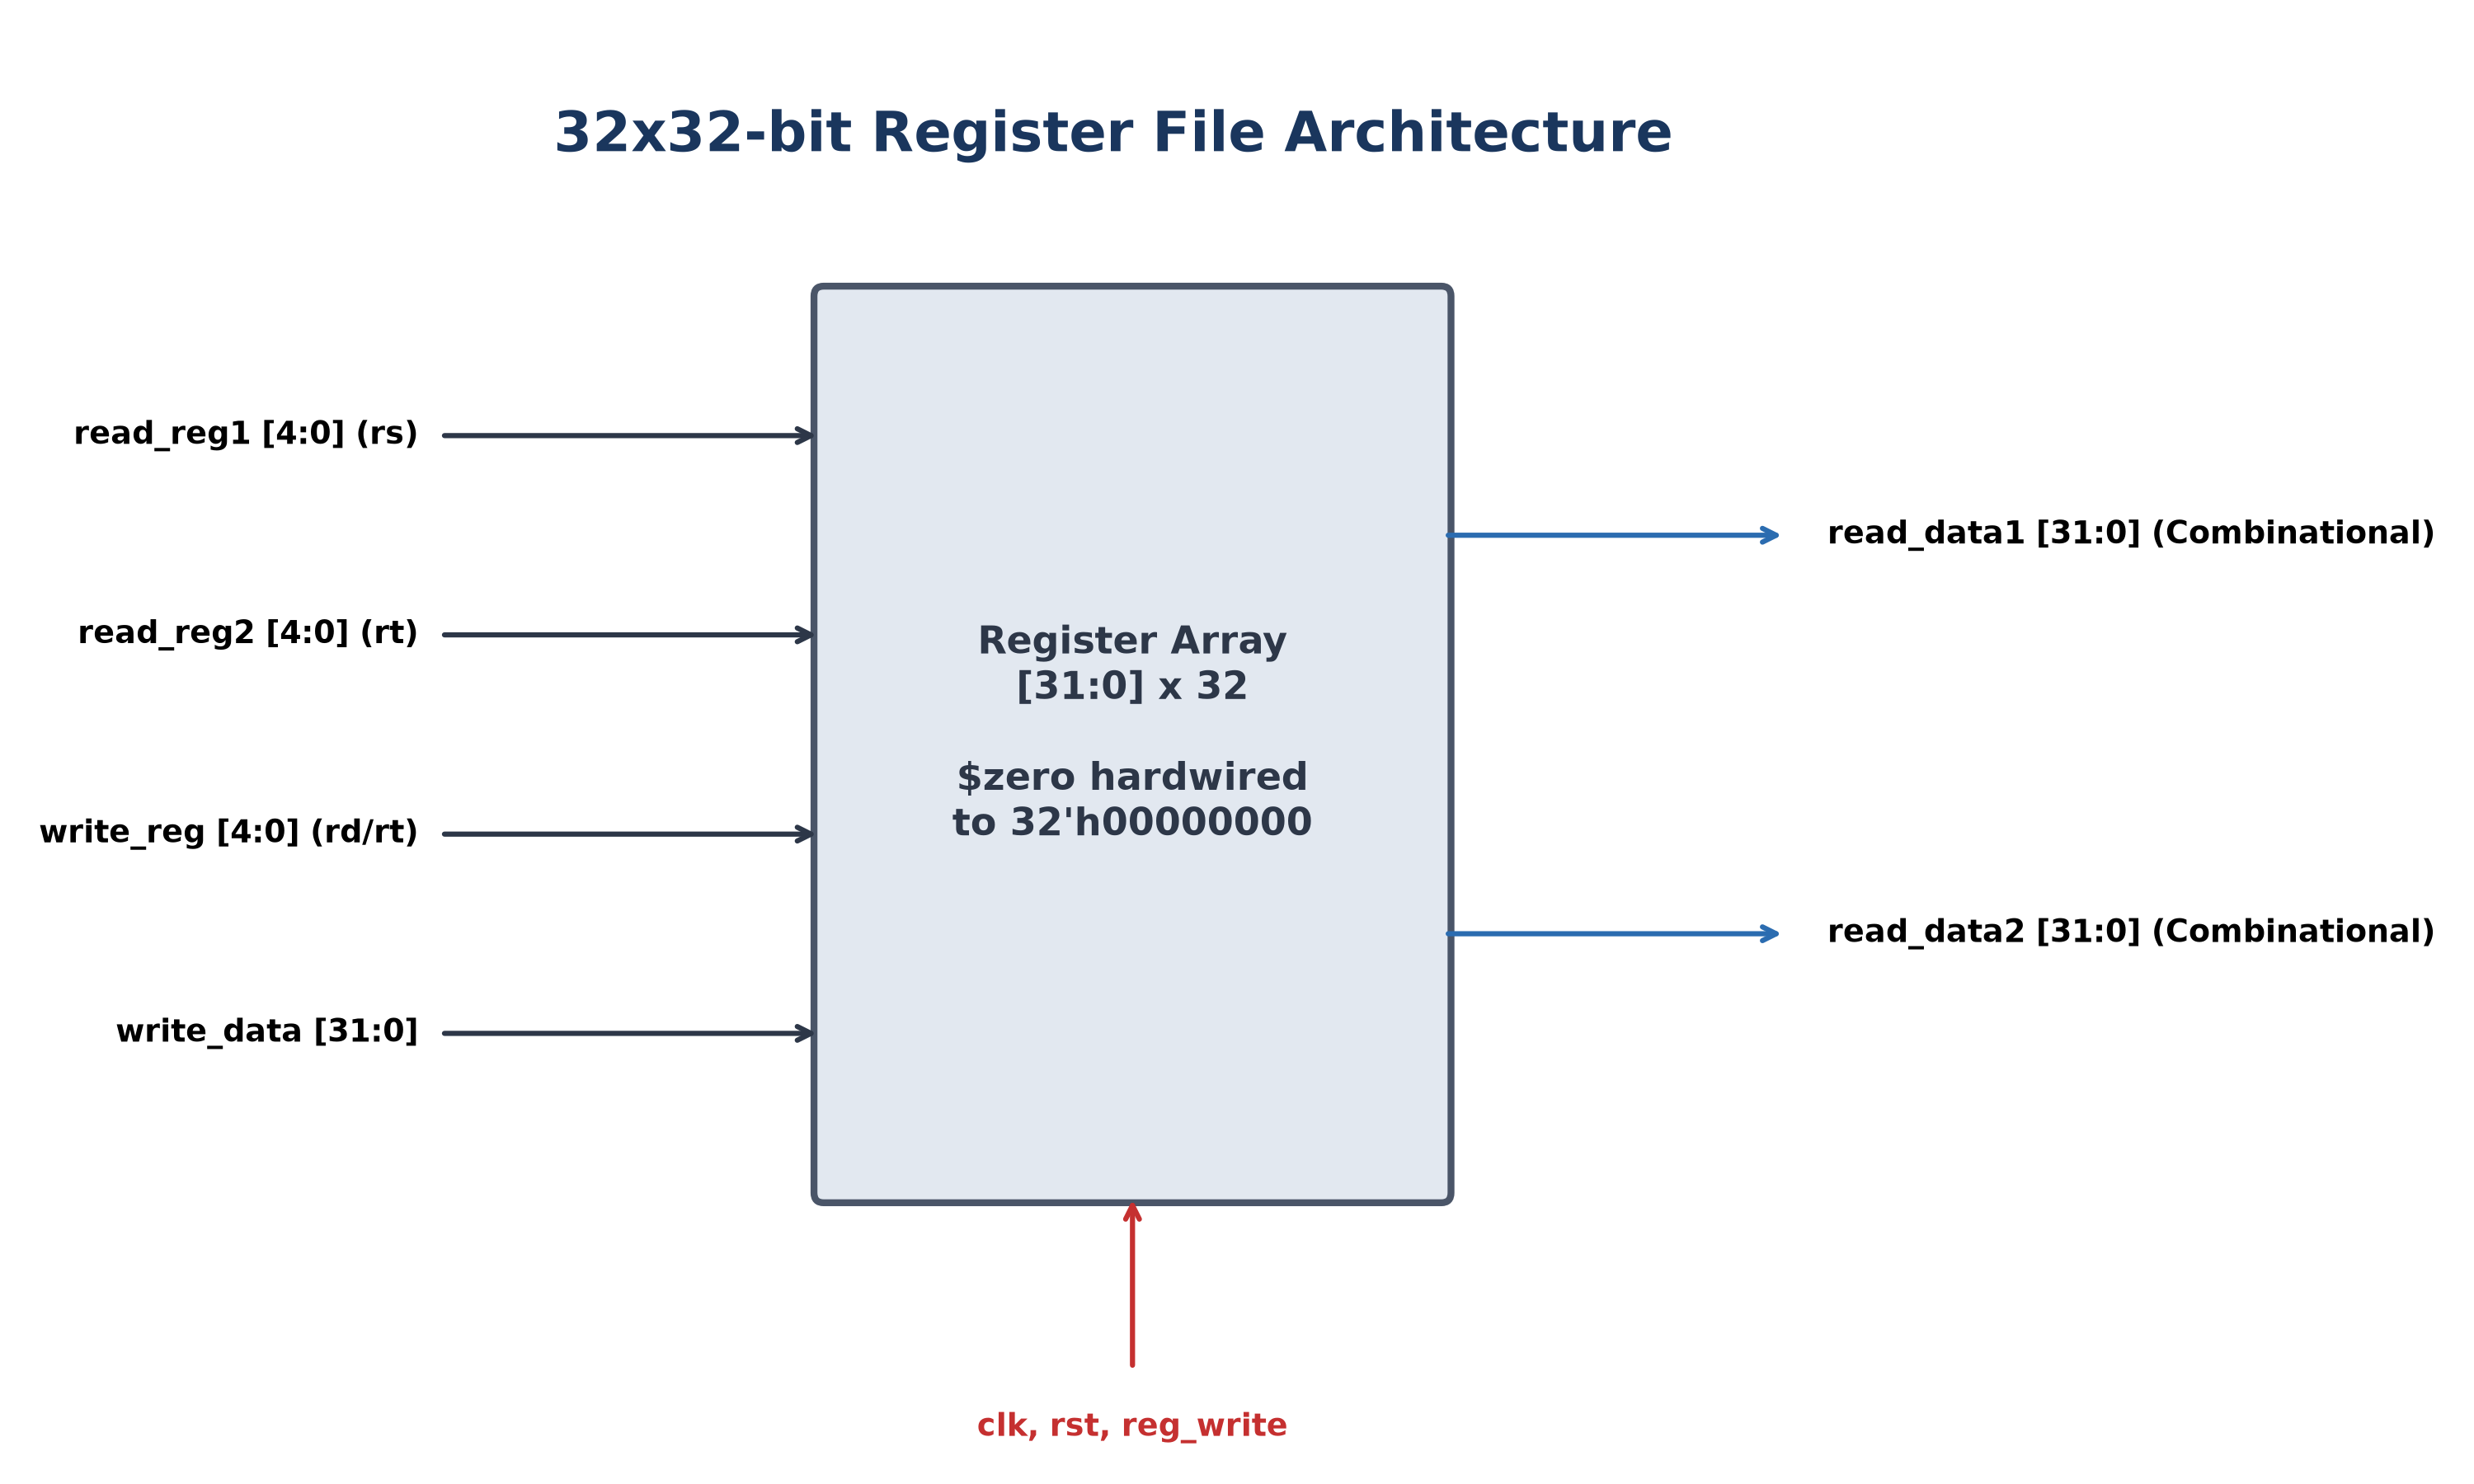 32x32-bit Register File Architecture
read_reg1 [4:0] (rs)
read_reg2 [4:0] (rt)
write_reg [4:0] (rd/rt)
write_data [31:0]
Register Array
[31:0] x 32
$zero hardwired
to 32'h00000000
read_data1 [31:0] (Combinational)
read_data2 [31:0] (Combinational)
clk, rst, reg_write